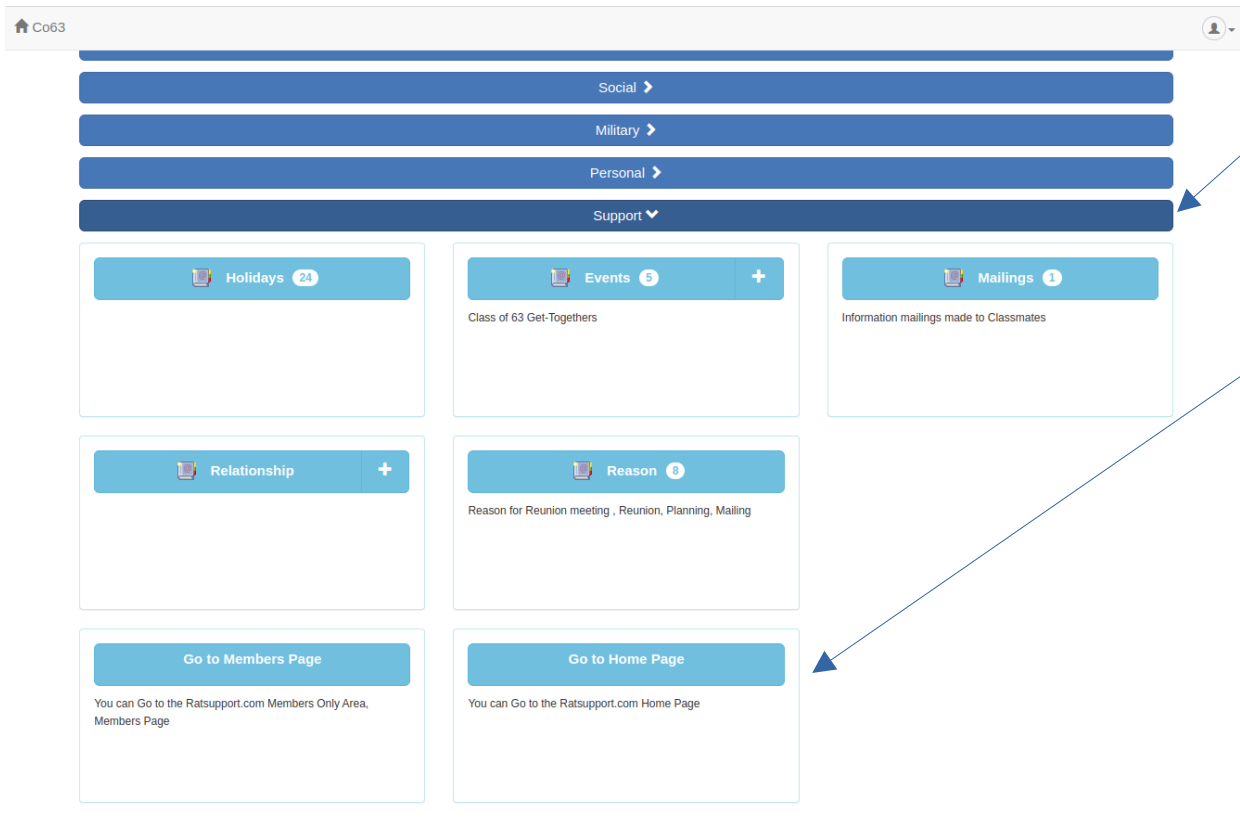 Co63
Social
Military
Personal
Support
Holidays 24
Events 5
Mailings 1
Class of 63 Get-Togethers
Information mailings made to Classmates
Relationship
Reason 8
Reason for Reunion meeting , Reunion, Planning, Mailing
Go to Members Page
Go to Home Page
You can Go to the Ratsupport.com Members Only Area,
Members Page
You can Go to the Ratsupport.com Home Page